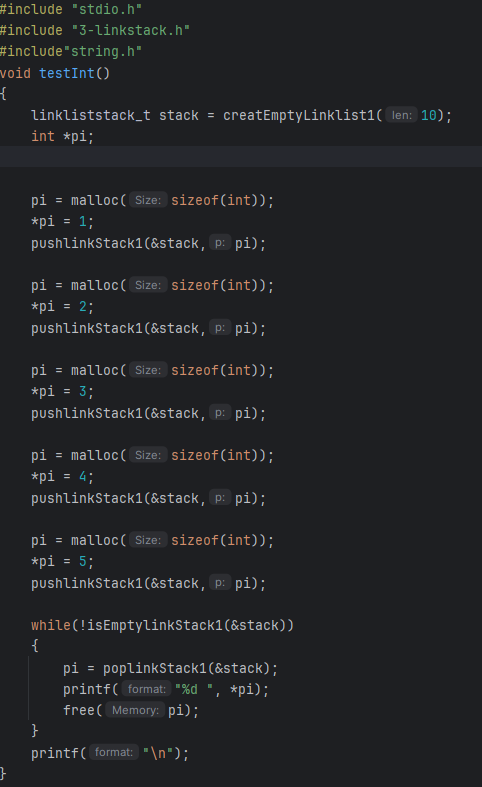 #include "stdio.h"
#include "3-linkstack.h"
#include"string.h"
void testInt()
{
    linkliststack_t stack = creatEmptyLinklist1( len: 10);
    int *pi;

    pi = malloc( Size: sizeof(int));
    *pi = 1;
    pushlinkStack1(&stack, p: pi);

    pi = malloc( Size: sizeof(int));
    *pi = 2;
    pushlinkStack1(&stack, p: pi);

    pi = malloc( Size: sizeof(int));
    *pi = 3;
    pushlinkStack1(&stack, p: pi);

    pi = malloc( Size: sizeof(int));
    *pi = 4;
    pushlinkStack1(&stack, p: pi);

    pi = malloc( Size: sizeof(int));
    *pi = 5;
    pushlinkStack1(&stack, p: pi);

    while(!isEmptylinkStack1(&stack))
    {
        pi = poplinkStack1(&stack);
        printf( format: "%d ", *pi);
        free( Memory: pi);
    }
    printf( format: "\n");
}